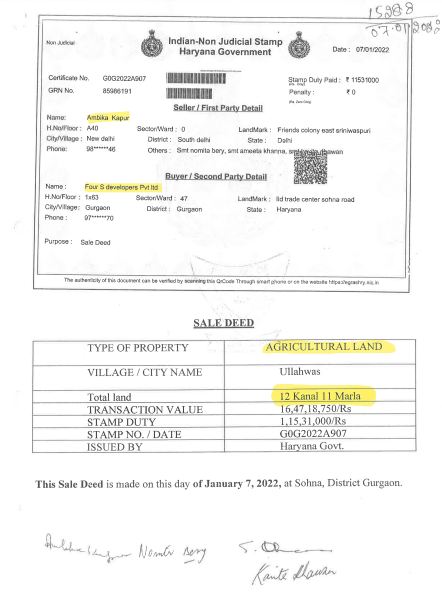 15288
Indian-Non Judicial Stamp
Haryana Government
Non Judicial
Date : 07/01/2022
Certificate No. G0G2022A907
Stamp Duty Paid : ₹ 11531000
GRN No. 85986191
Penalty : ₹ 0
Seller / First Party Detail
Name: Ambika Kapur
H.No/Floor : A40 Sector/Ward : 0 LandMark : Friends colony east sriniwaspuri
City/Village: New delhi District : South delhi State : Delhi
Phone: 98******46 Others : Smt nomita bery, smt ameeta khanna,
Buyer / Second Party Detail
Name : Four S developers Pvt ltd
H.No/Floor : 1x63 Sector/Ward : 47 LandMark : Iid trade center sohna road
City/Village: Gurgaon District : Gurgaon State : Haryana
Phone : 97******70
Purpose : Sale Deed
The authenticity of this document can be verified by scanning this QrCode Through smart phone or on the website https://egrashry.nic.in
SALE DEED
TYPE OF PROPERTY AGRICULTURAL LAND
VILLAGE / CITY NAME Ullahwas
Total land 12 Kanal 11 Marla
TRANSACTION VALUE 16,47,18,750/Rs
STAMP DUTY 1,15,31,000/Rs
STAMP NO. / DATE G0G2022A907
ISSUED BY Haryana Govt.
This Sale Deed is made on this day of January 7, 2022, at Sohna, District Gurgaon.
Nomita Bery